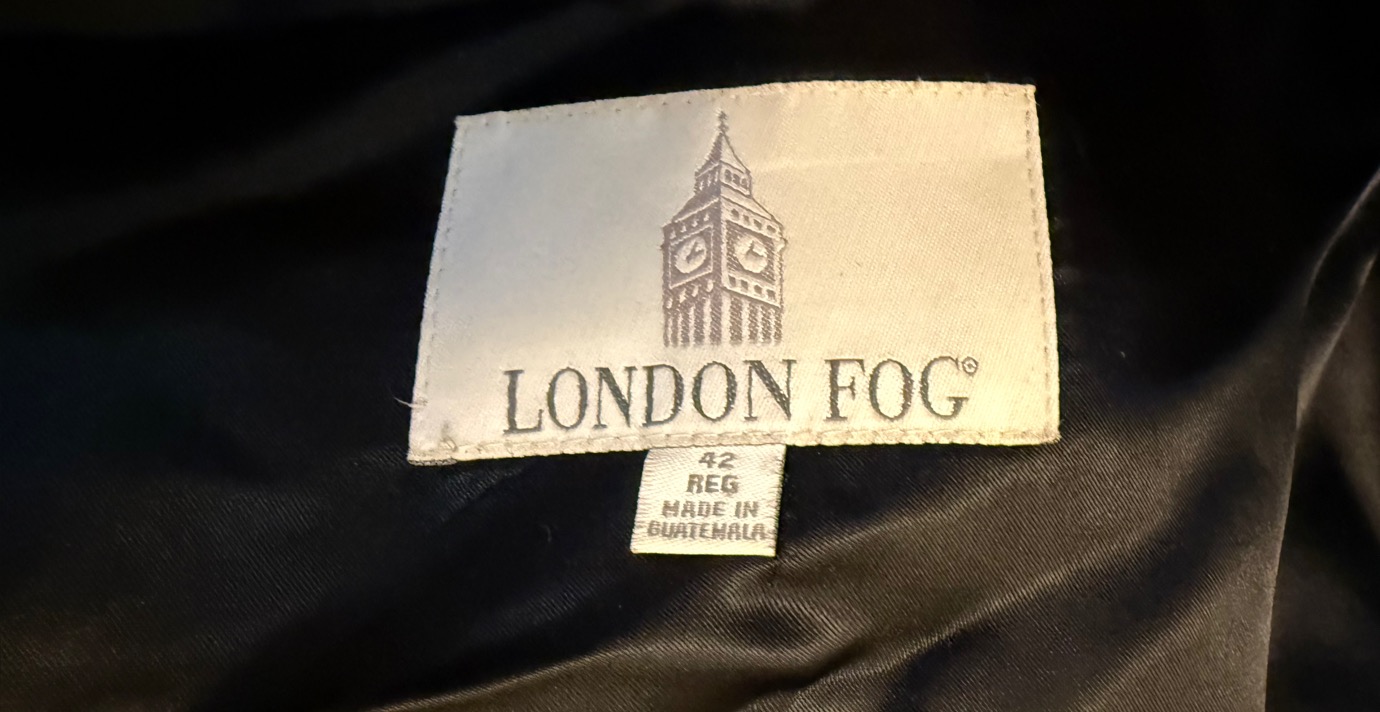 LONDON FOG®
42
REG
MADE IN
GUATEMALA